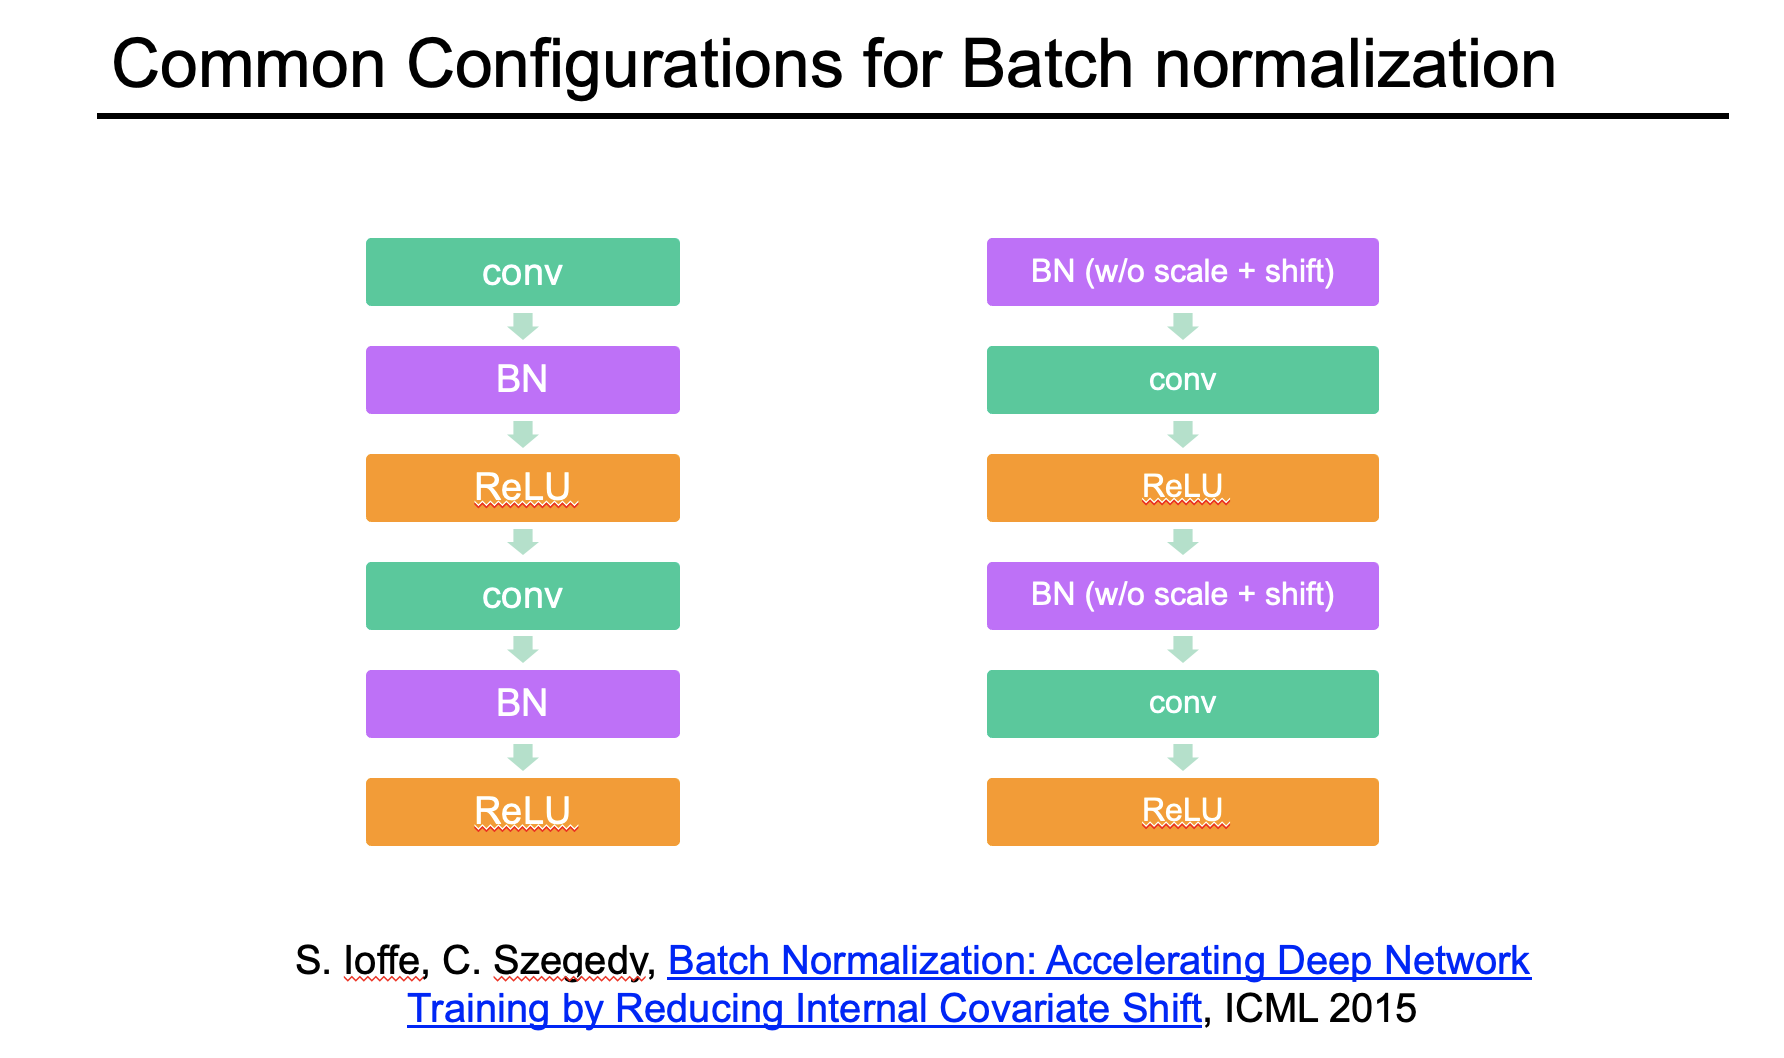 Common Configurations for Batch normalization
conv
BN
ReLU
conv
BN
ReLU
BN (w/o scale + shift)
conv
ReLU
BN (w/o scale + shift)
conv
ReLU
S. Ioffe, C. Szegedy, Batch Normalization: Accelerating Deep Network
Training by Reducing Internal Covariate Shift, ICML 2015